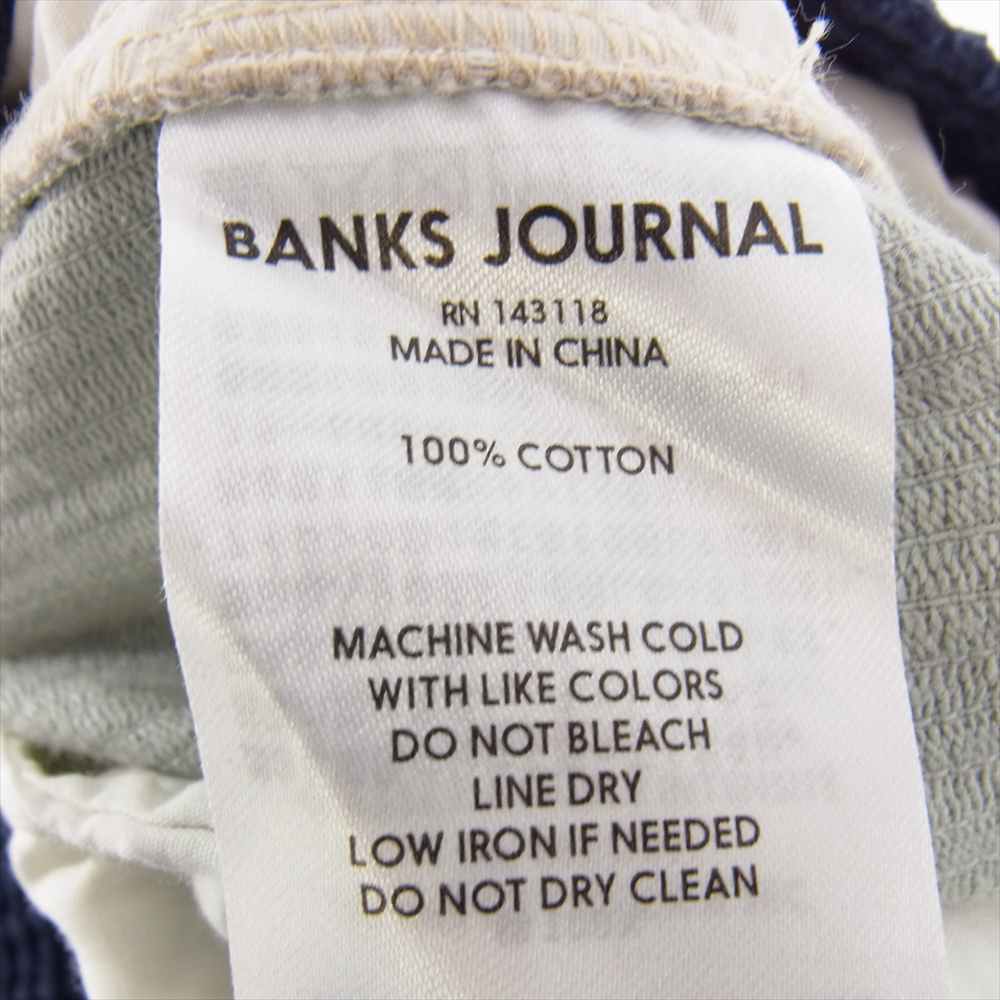 BANKS JOURNAL
RN 143118
MADE IN CHINA
100% COTTON
MACHINE WASH COLD
WITH LIKE COLORS
DO NOT BLEACH
LINE DRY
LOW IRON IF NEEDED
DO NOT DRY CLEAN